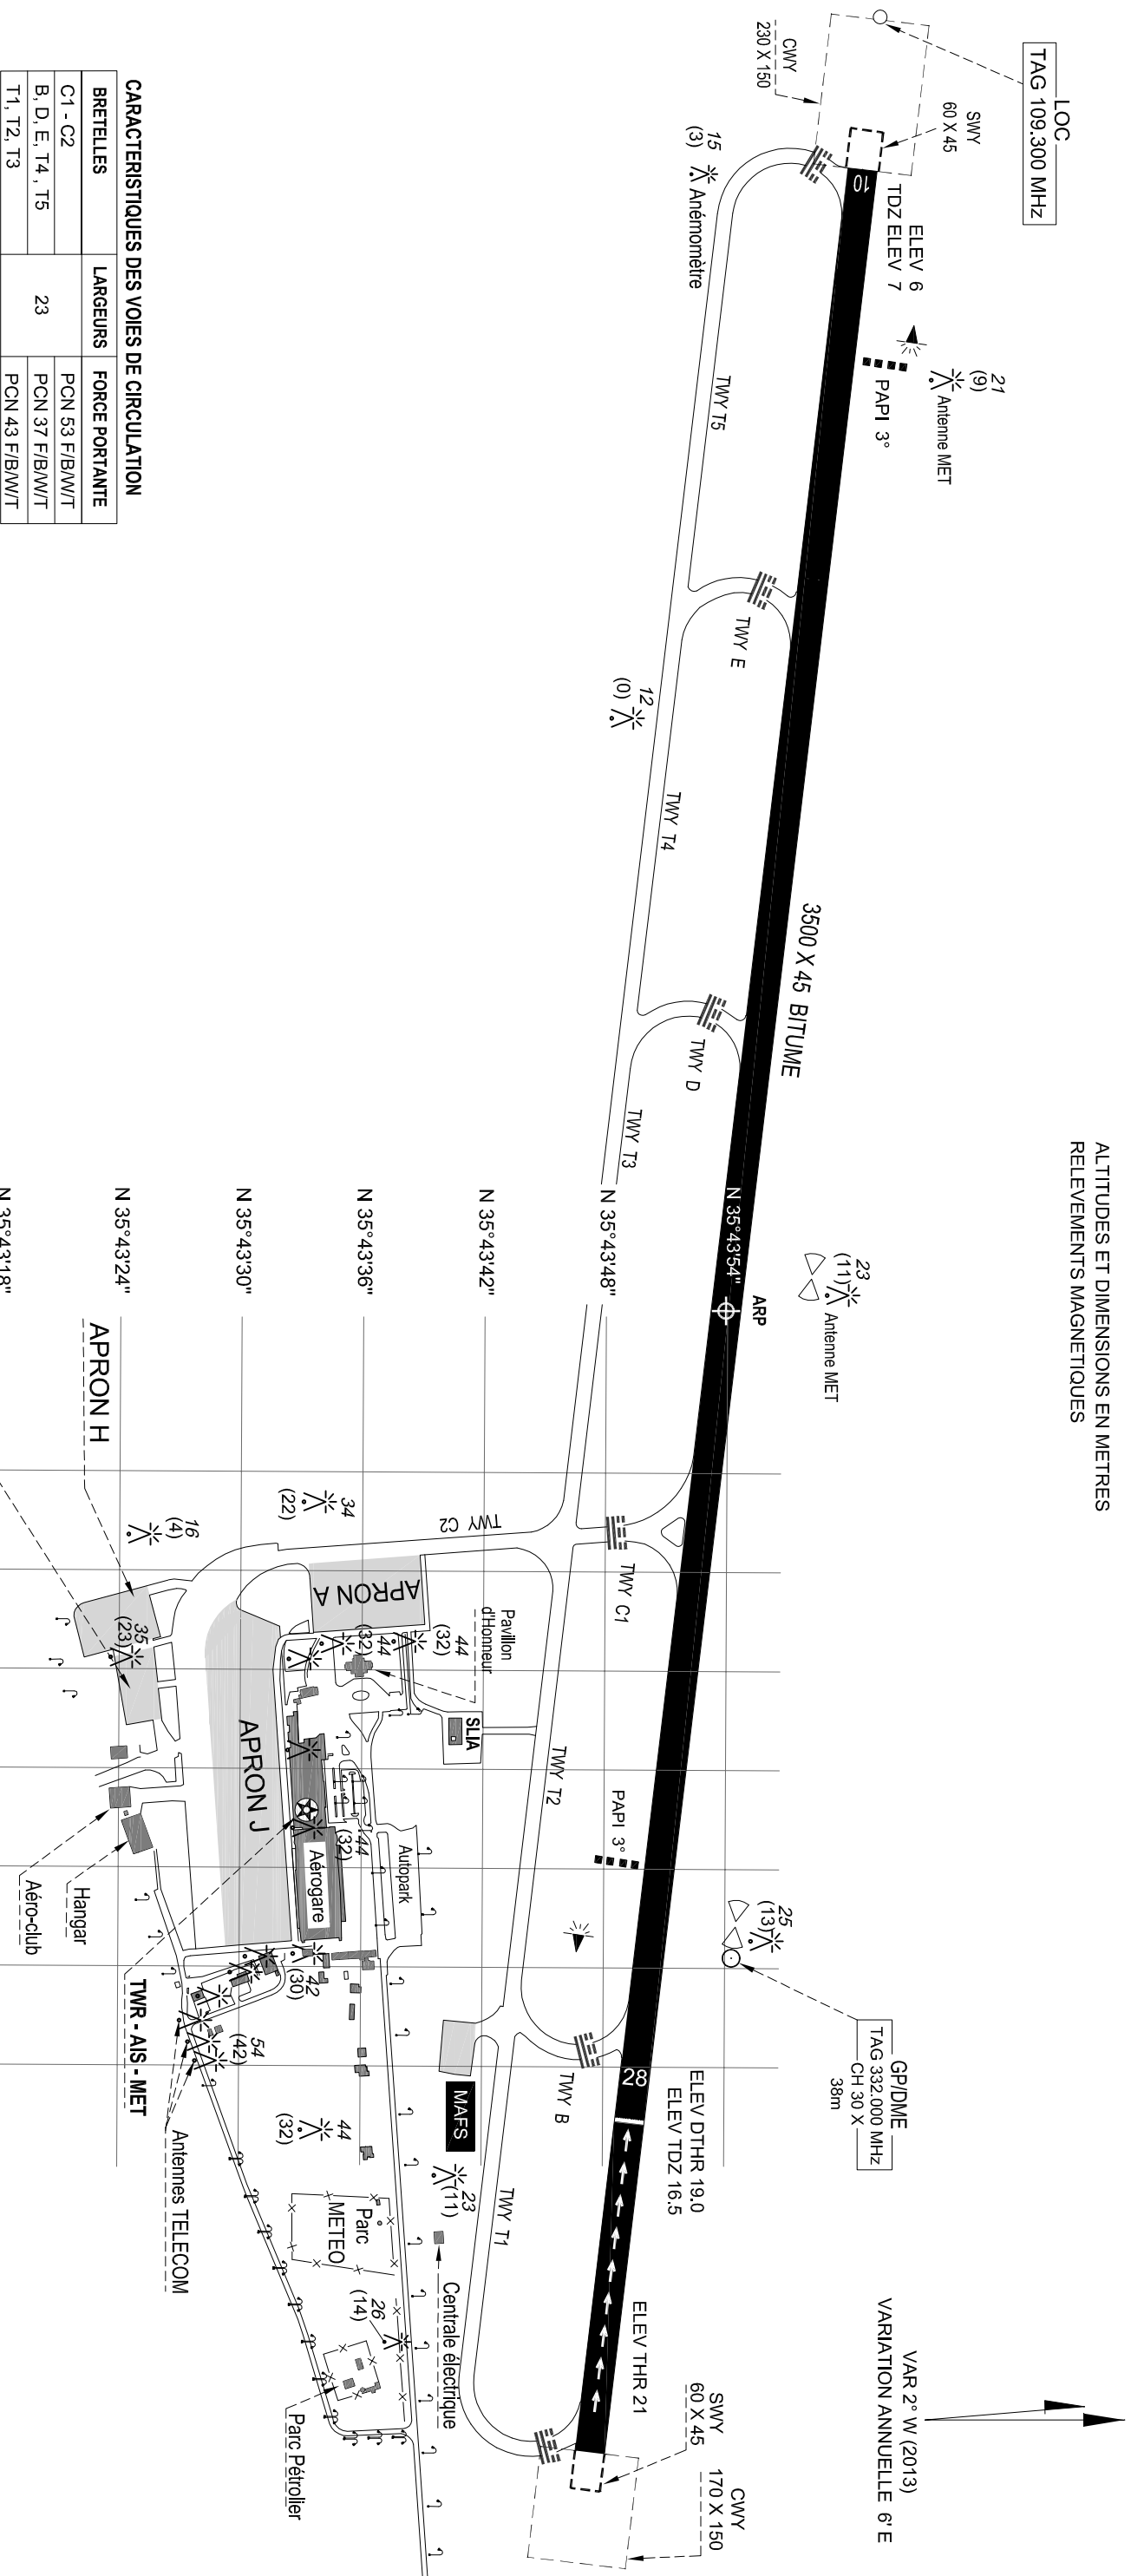 ALTITUDES ET DIMENSIONS EN METRES
RELEVEMENTS MAGNETIQUES
VAR 2° W (2013)
VARIATION ANNUELLE 6' E
LOC
TAG 109.300 MHz
SWY
60 X 45
CWY
230 X 150
10
ELEV 6
TDZ ELEV 7
PAPI 3°
21
(9)
Antenne MET
15
(3)
Anémomètre
TWY T5
TWY E
12
(0)
TWY T4
3500 X 45 BITUME
TWY D
TWY T3
ARP
23
(11)
Antenne MET
N 35°43'54"
N 35°43'48"
N 35°43'42"
N 35°43'36"
N 35°43'30"
N 35°43'24"
N 35°43'18"
TWY C1
TWY C2
TWY T2
PAPI 3°
25
(13)
GP/DME
TAG 332.000 MHz
CH 30 X
38m
28
ELEV DTHR 19.0
ELEV TDZ 16.5
TWY B
TWY T1
ELEV THR 21
SWY
60 X 45
CWY
170 X 150
34
(22)
16
(4)
APRON H
35
(23)
APRON A
APRON J
44
(32)
44
(32)
Pavillon
d'Honneur
SLIA
44
(32)
Autopark
Aérogare
42
(30)
54
(42)
MAFS
23
(11)
44
(32)
Parc
METEO
26
(14)
Centrale électrique
Parc Pétrolier
Antennes TELECOM
TWR - AIS - MET
Hangar
Aéro-club
CARACTERISTIQUES DES VOIES DE CIRCULATION
BRETELLES LARGEURS FORCE PORTANTE
C1 - C2 PCN 53 F/B/W/T
B, D, E, T4 , T5 23 PCN 37 F/B/W/T
T1, T2, T3 PCN 43 F/B/W/T